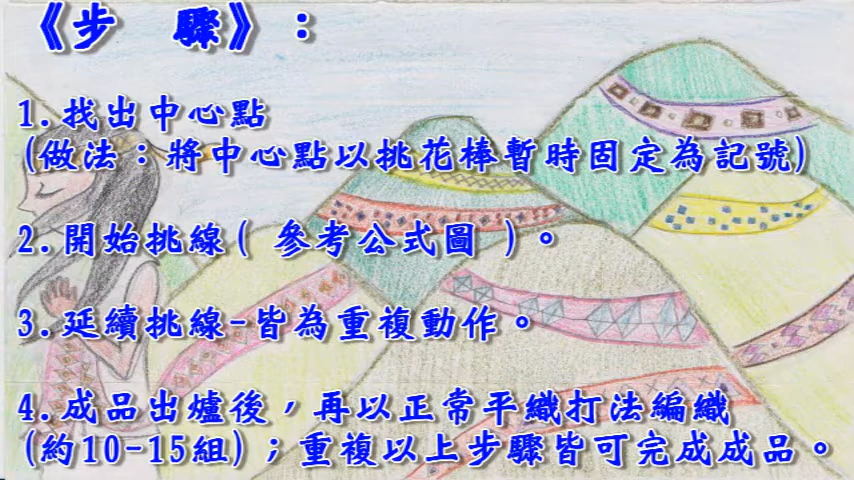 《步 驟》：
1.找出中心點
(做法：將中心點以挑花棒暫時固定為記號)
2.開始挑線( 參考公式圖 )。
3.延續挑線-皆為重複動作。
4.成品出爐後，再以正常平織打法編織
(約10-15組)；重複以上步驟皆可完成成品。